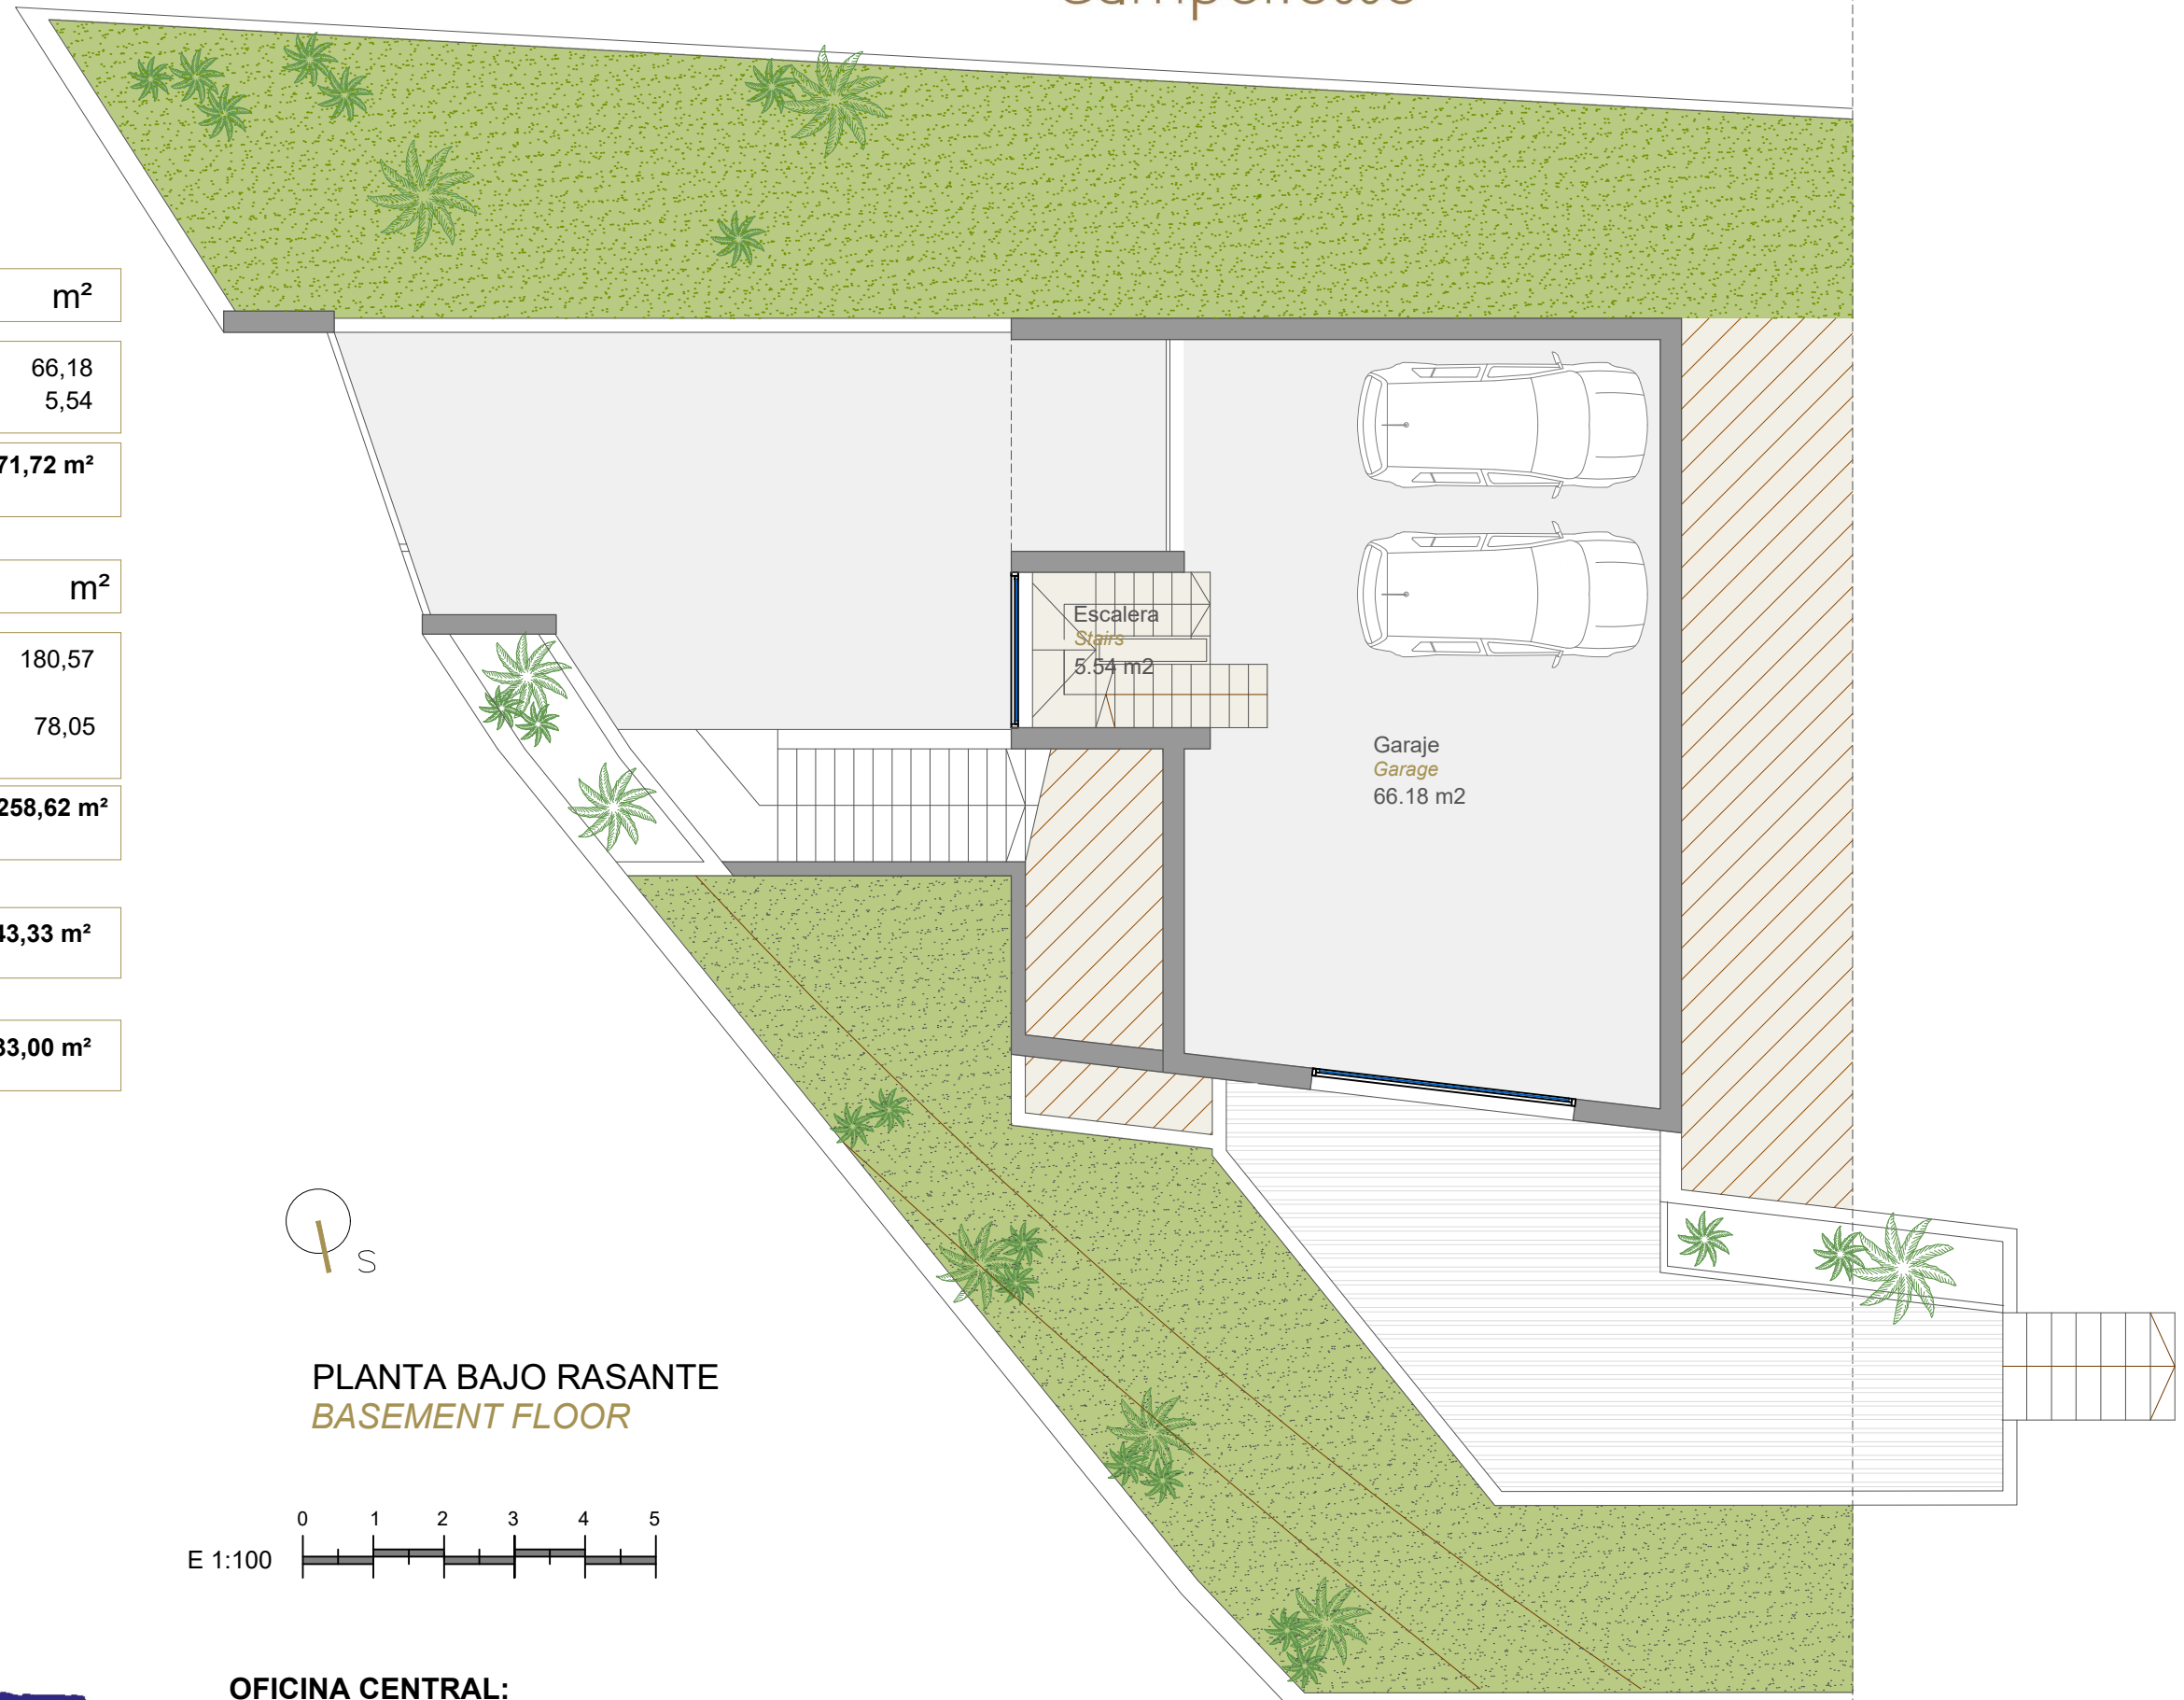 m²
66,18
5,54
71,72 m²
m²
180,57
78,05
258,62 m²
43,33 m²
33,00 m²
Escalera
Stairs
5.54 m2
Garaje
Garage
66.18 m2
S
PLANTA BAJO RASANTE
BASEMENT FLOOR
0 1 2 3 4 5
E 1:100
OFICINA CENTRAL: